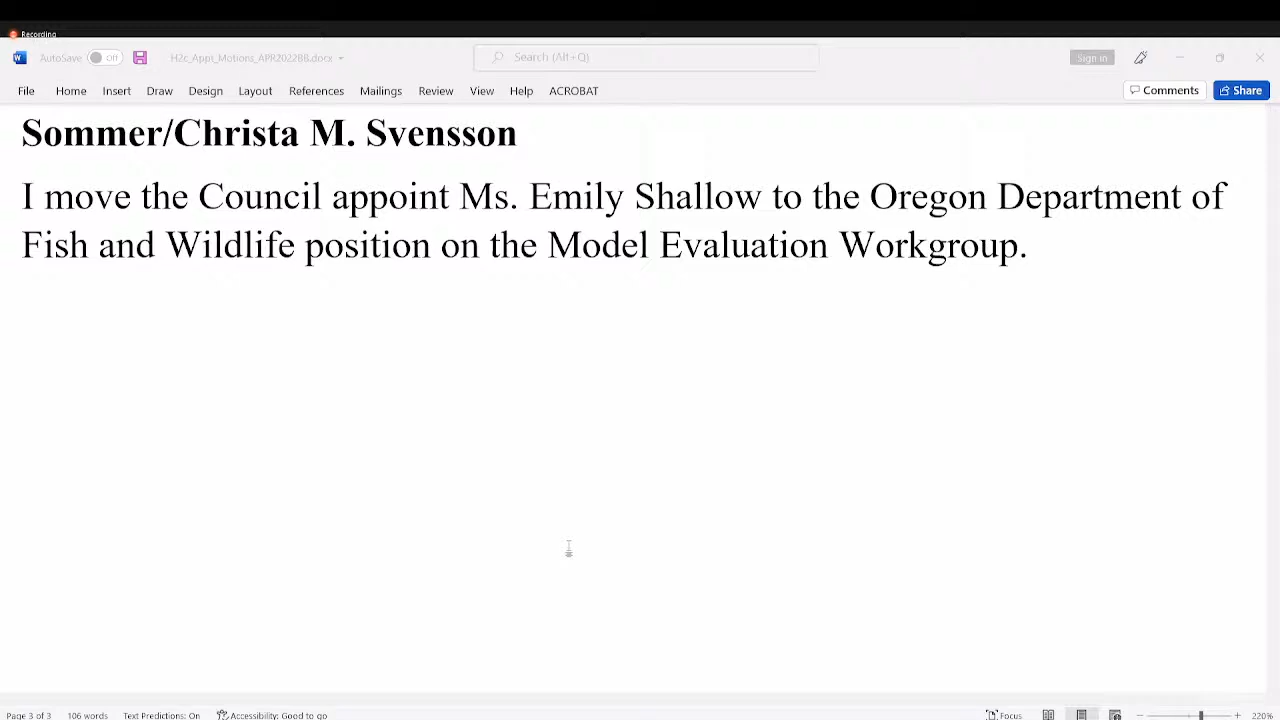 Recording
AutoSave Off H2c_Appt_Motions_APR2022BB.docx Search (Alt+Q) Sign in
File Home Insert Draw Design Layout References Mailings Review View Help ACROBAT Comments Share
Sommer/Christa M. Svensson
I move the Council appoint Ms. Emily Shallow to the Oregon Department of
Fish and Wildlife position on the Model Evaluation Workgroup.
Page 3 of 3 106 words Text Predictions: On Accessibility: Good to go Focus 220%